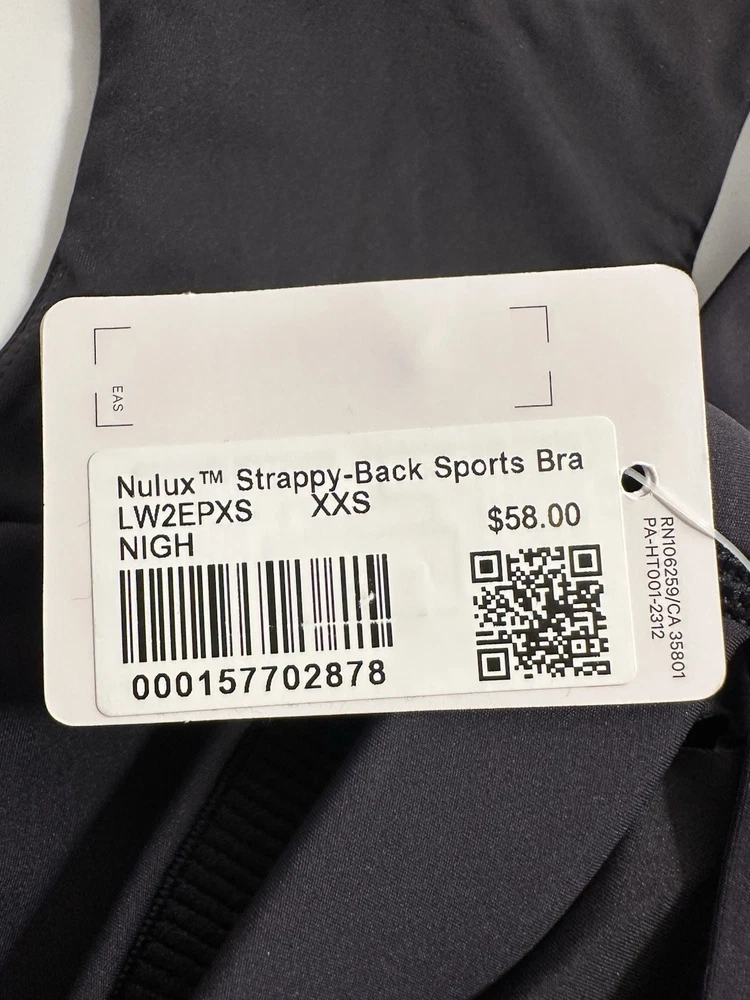 EAS
Nulux™ Strappy-Back Sports Bra
LW2EPXS XXS $58.00
NIGH
000157702878
RN106259/CA 35801
PA-HT001-2312